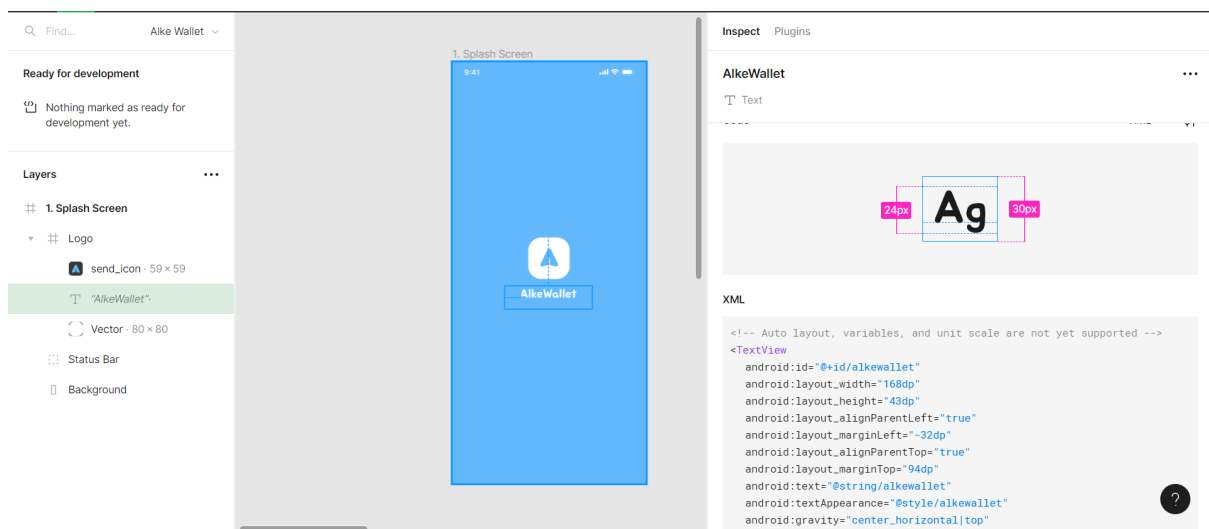 Find...
Alke Wallet
Ready for development
Nothing marked as ready for
development yet.
Layers
1. Splash Screen
Logo
send_icon · 59 × 59
"AlkeWallet"·
Vector · 80 × 80
Status Bar
Background
1. Splash Screen
9:41
AlkeWallet
Inspect
Plugins
AlkeWallet
T Text
24px
Ag
30px
XML
<!-- Auto layout, variables, and unit scale are not yet supported -->
<TextView
android:id="@+id/alkewallet"
android:layout_width="168dp"
android:layout_height="43dp"
android:layout_alignParentLeft="true"
android:layout_marginLeft="-32dp"
android:layout_alignParentTop="true"
android:layout_marginTop="94dp"
android:text="@string/alkewallet"
android:textAppearance="@style/alkewallet"
android:gravity="center_horizontal|top"
?